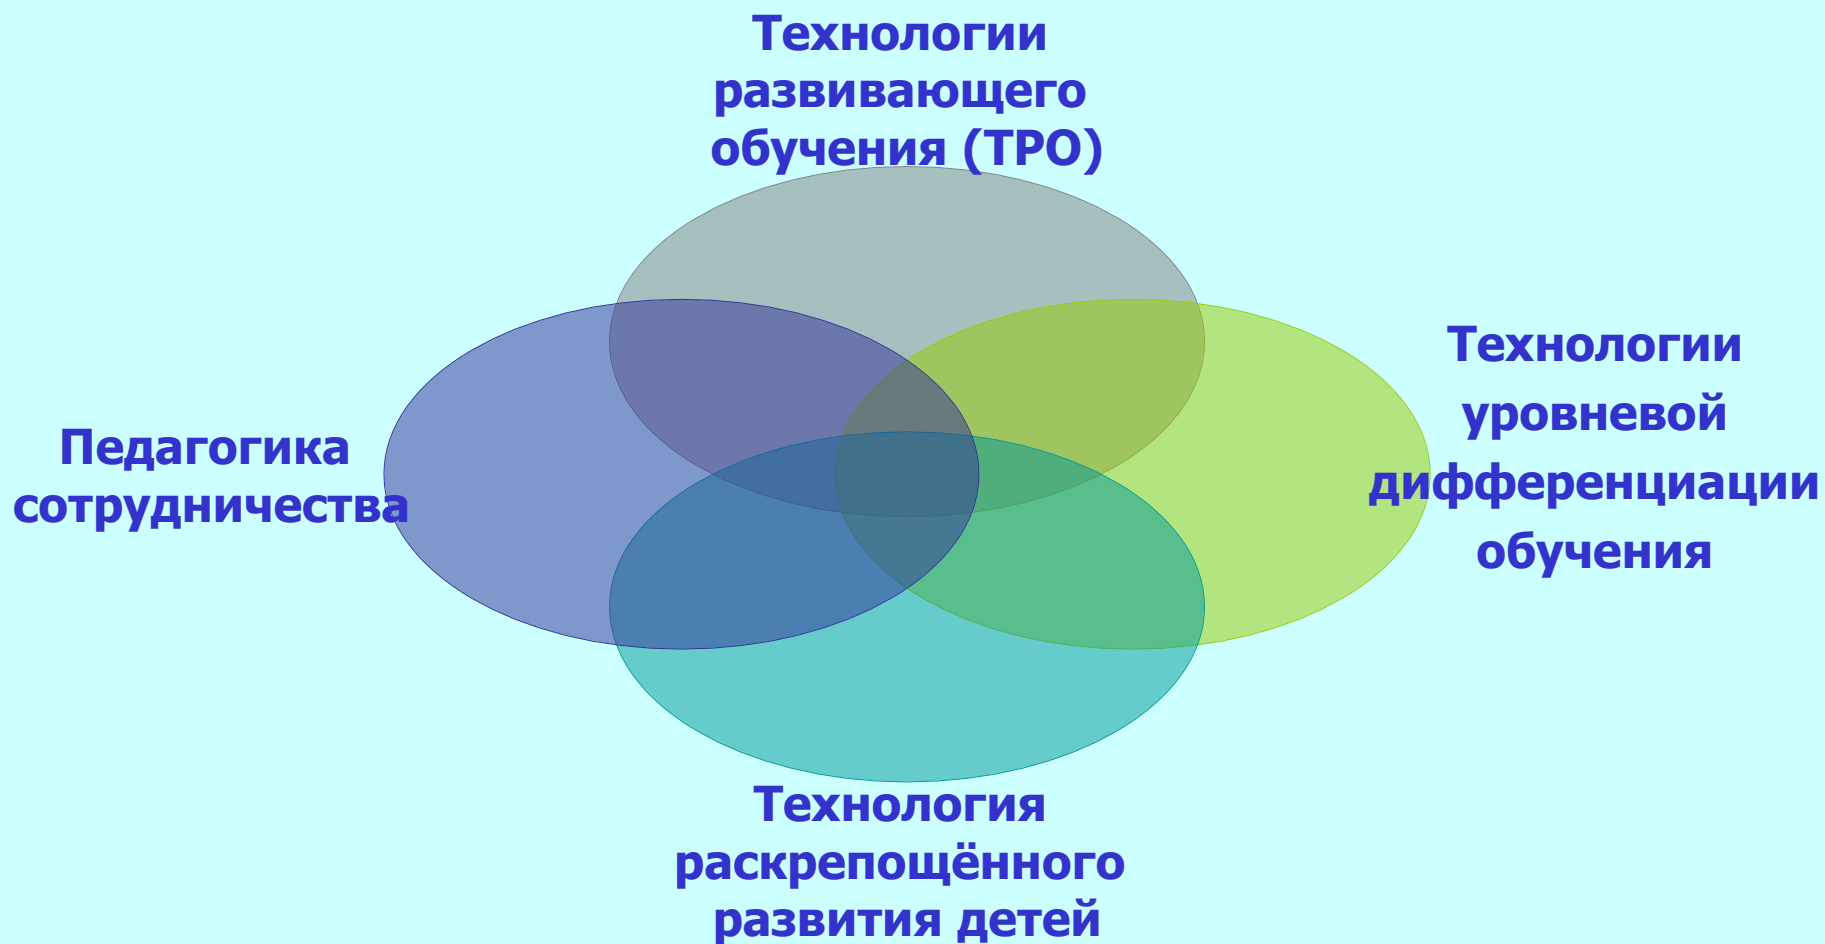 Технологии
развивающего
обучения (ТРО)
Педагогика
сотрудничества
Технологии
уровневой
дифференциации
обучения
Технология
раскрепощённого
развития детей